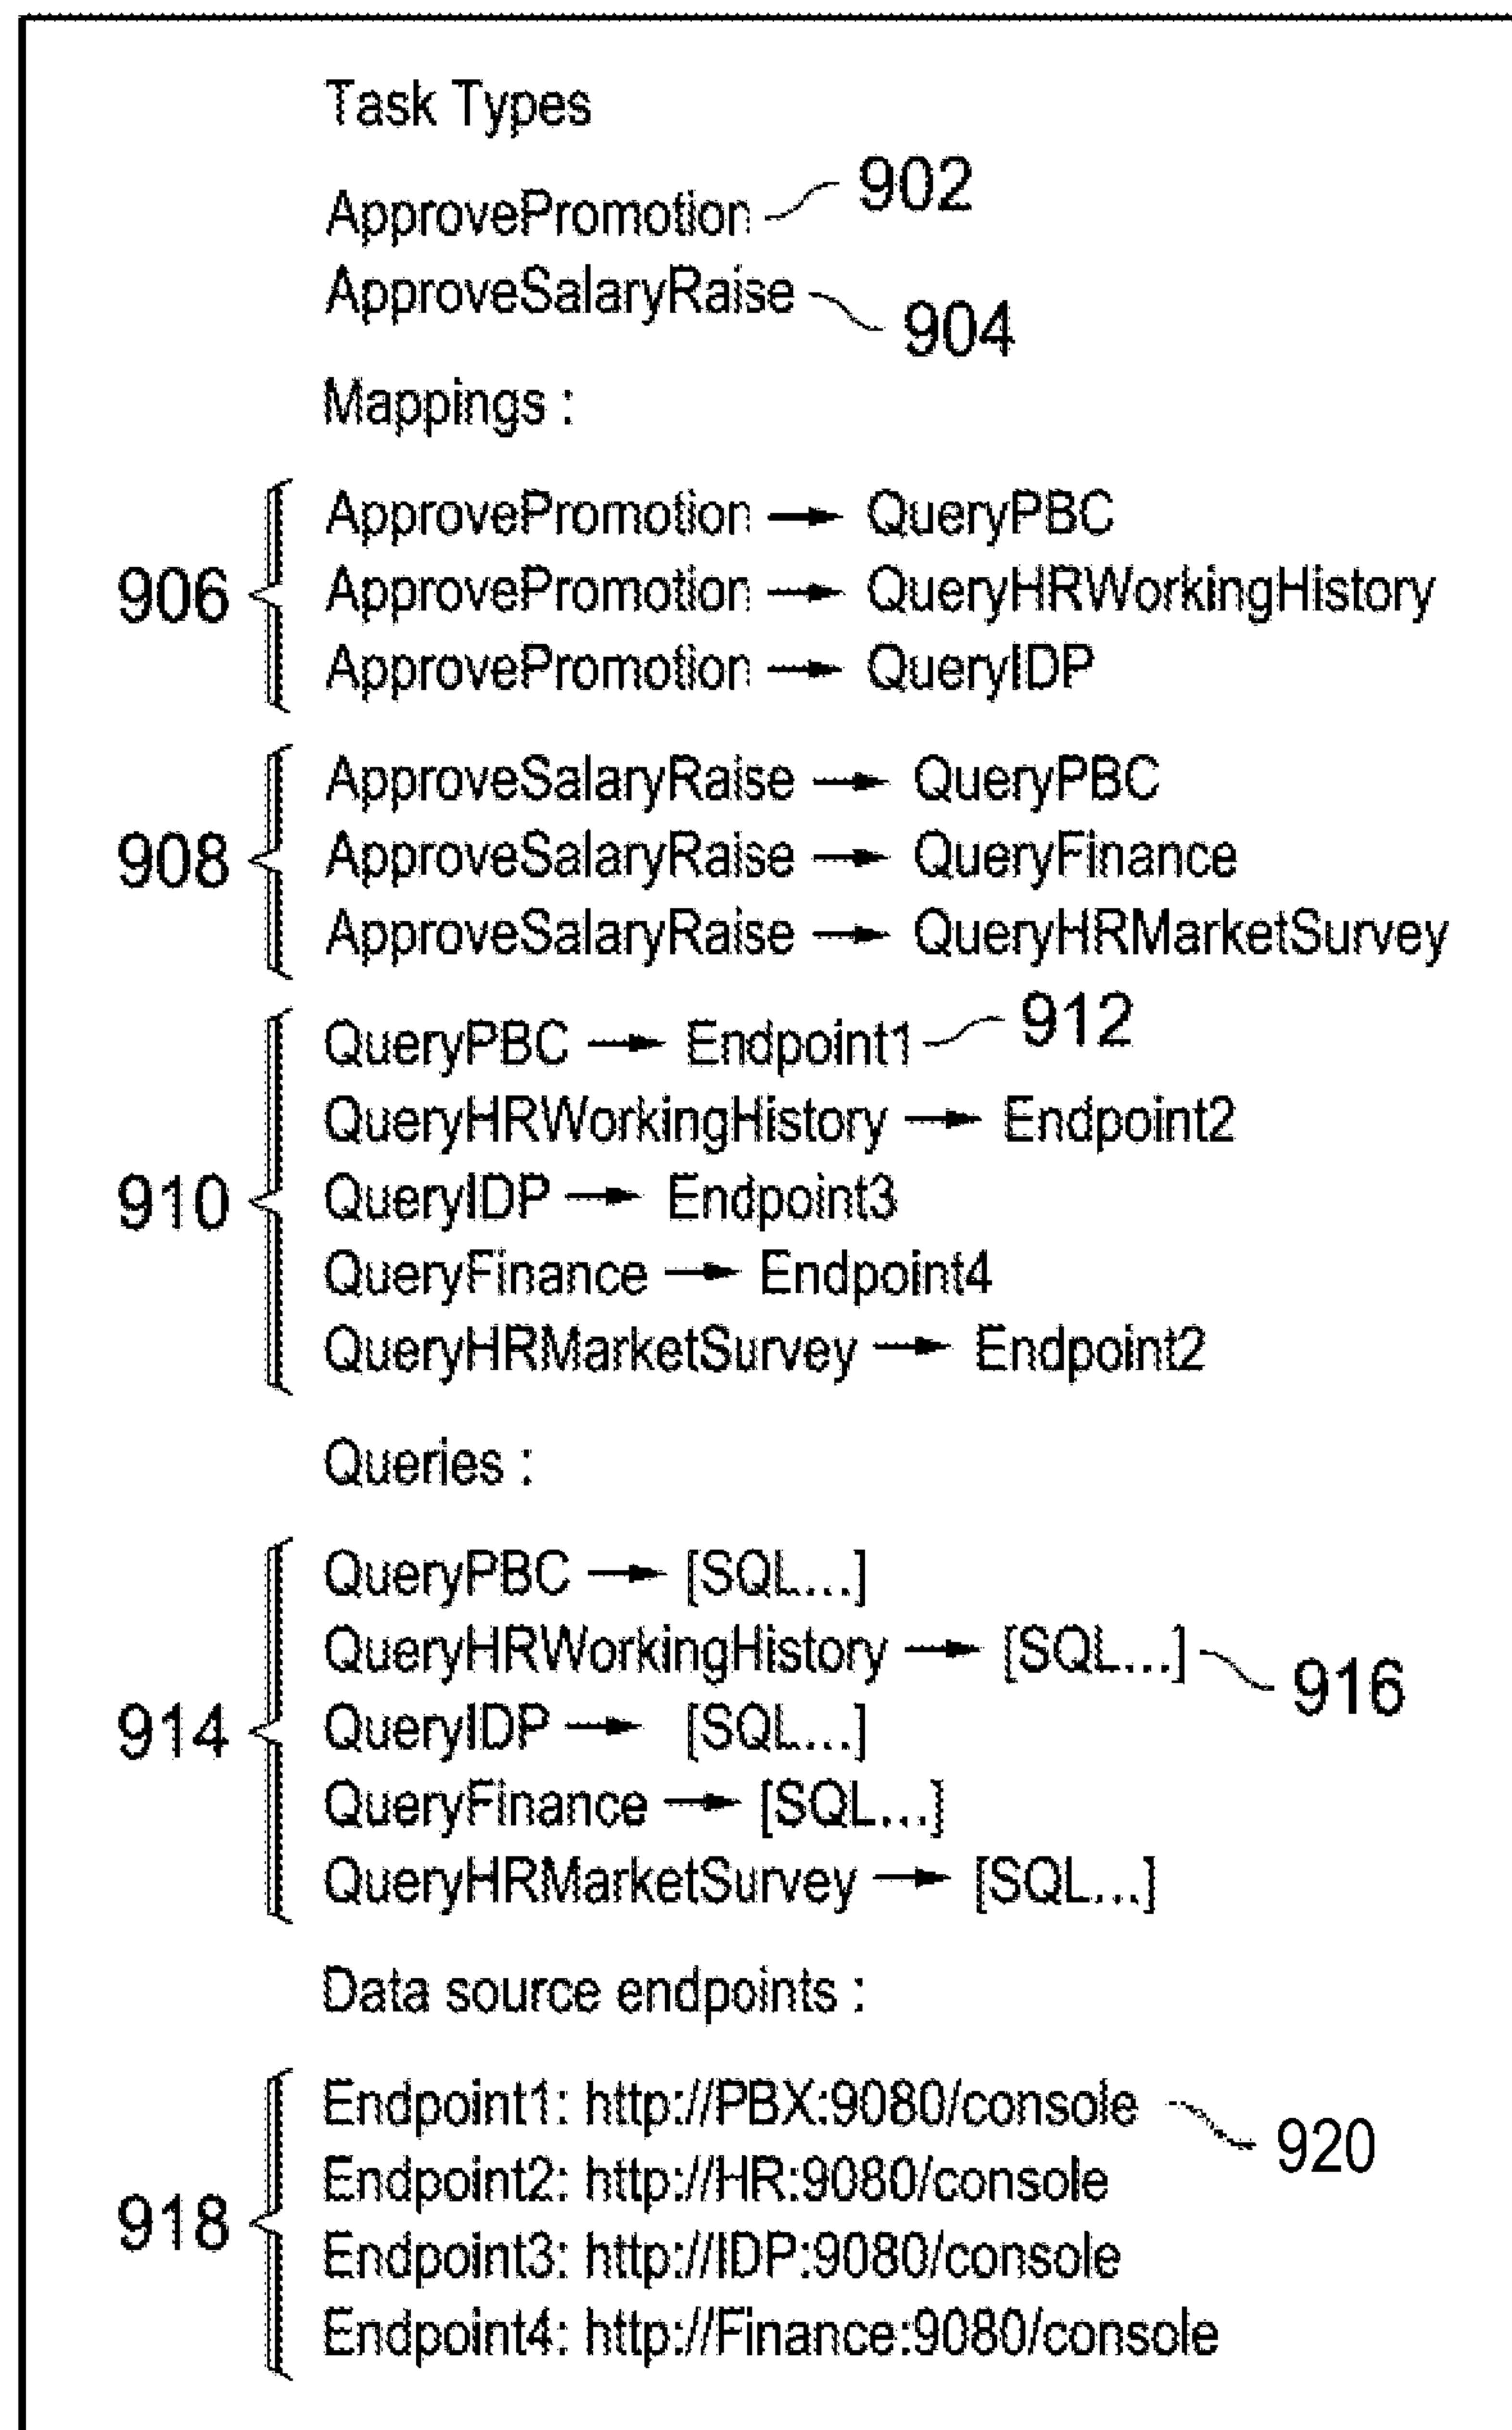 Task Types
ApprovePromotion 902
ApproveSalaryRaise 904
Mappings :
906
ApprovePromotion → QueryPBC
ApprovePromotion → QueryHRWorkingHistory
ApprovePromotion → QueryIDP
908
ApproveSalaryRaise → QueryPBC
ApproveSalaryRaise → QueryFinance
ApproveSalaryRaise → QueryHRMarketSurvey
910
QueryPBC → Endpoint1 912
QueryHRWorkingHistory → Endpoint2
QueryIDP → Endpoint3
QueryFinance → Endpoint4
QueryHRMarketSurvey → Endpoint2
Queries :
914
QueryPBC → [SQL...]
QueryHRWorkingHistory → [SQL...] 916
QueryIDP → [SQL...]
QueryFinance → [SQL...]
QueryHRMarketSurvey → [SQL...]
Data source endpoints :
918
Endpoint1: http://PBX:9080/console 920
Endpoint2: http://HR:9080/console
Endpoint3: http://IDP:9080/console
Endpoint4: http://Finance:9080/console